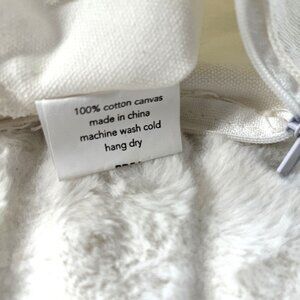 100% cotton canvas
made in china
machine wash cold
hang dry